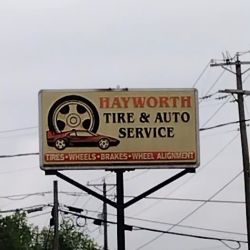 HAYWORTH
TIRE & AUTO
SERVICE
TIRES•WHEELS•BRAKES•WHEEL ALIGNMENT